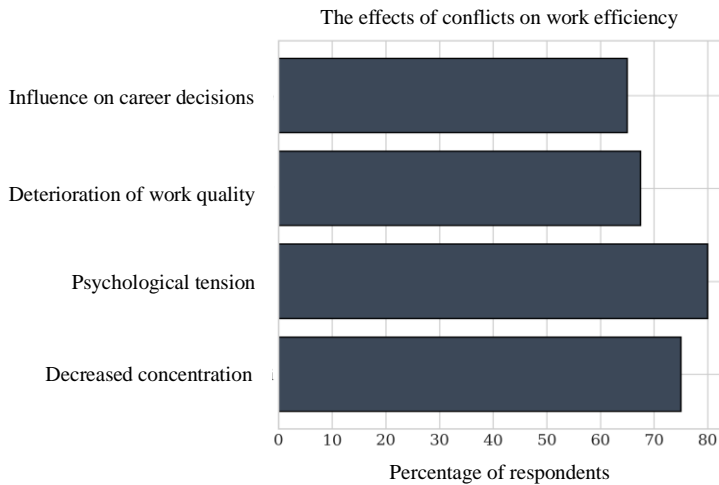 The effects of conflicts on work efficiency
Influence on career decisions
Deterioration of work quality
Psychological tension
Decreased concentration
0 10 20 30 40 50 60 70 80
Percentage of respondents